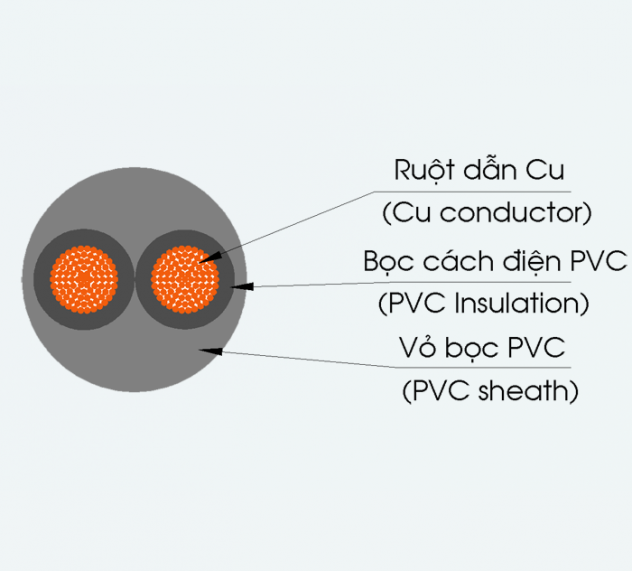 Ruột dẫn Cu
(Cu conductor)
Bọc cách điện PVC
(PVC Insulation)
Vỏ bọc PVC
(PVC sheath)